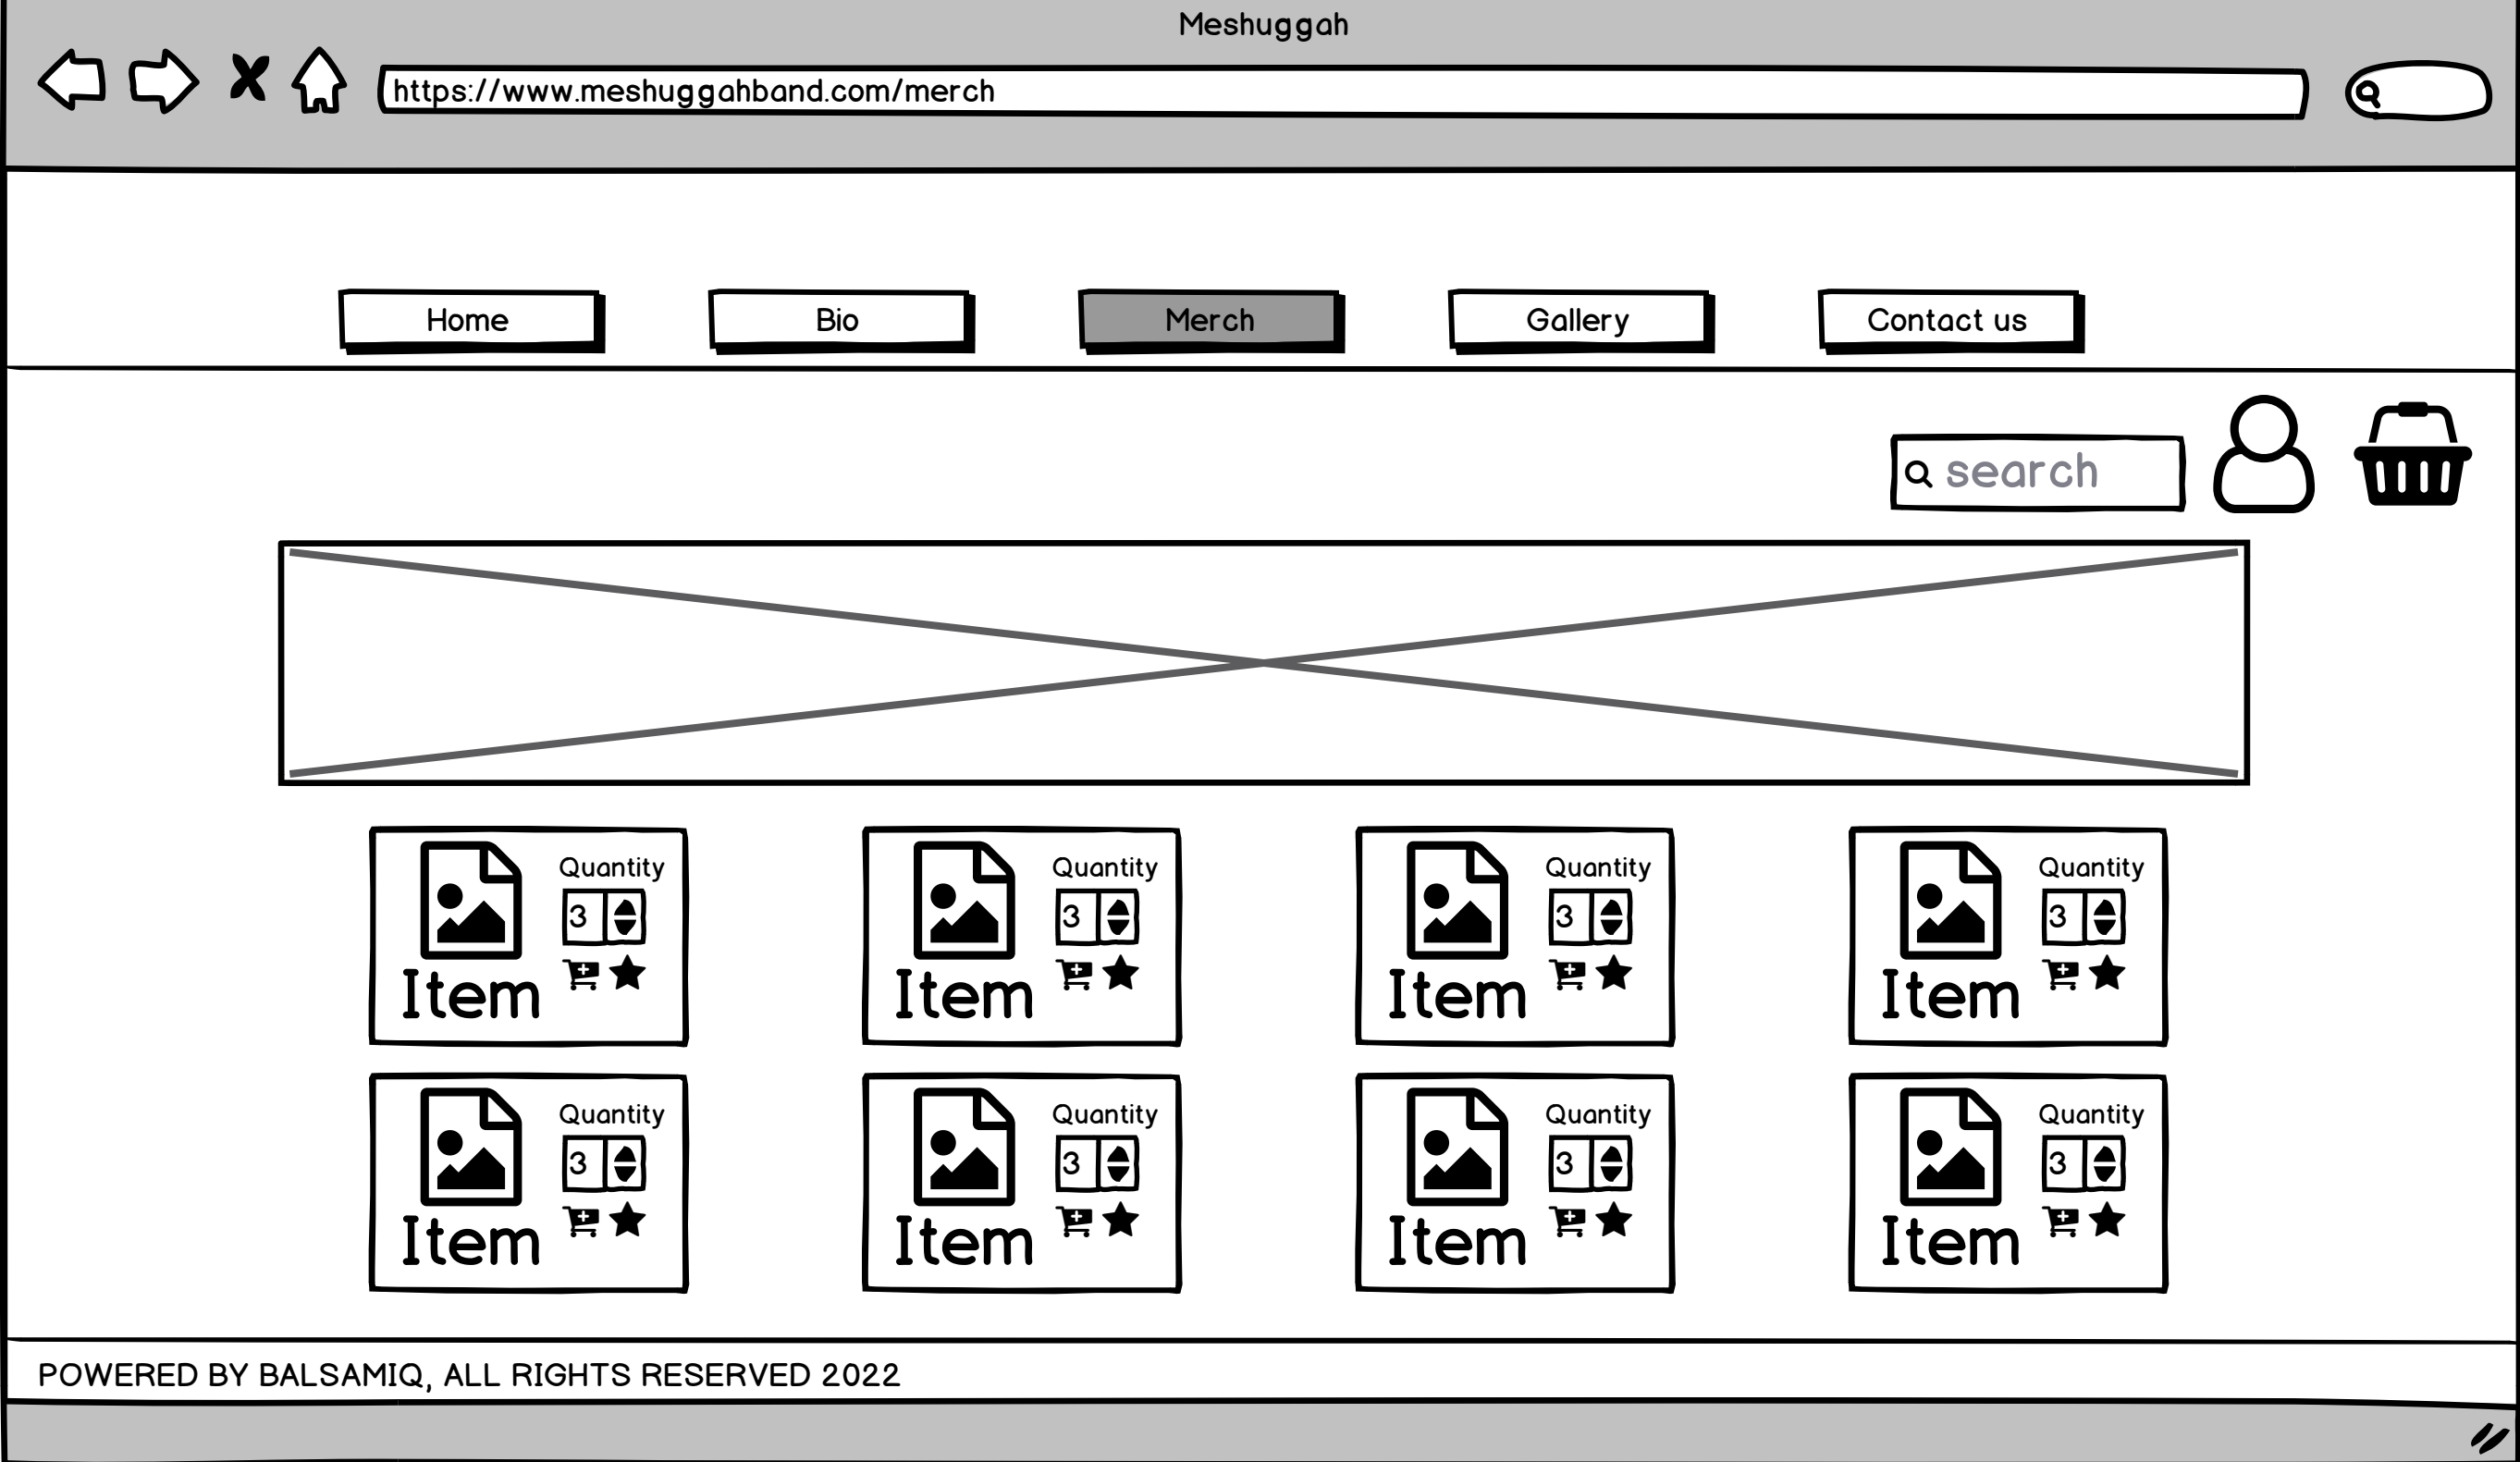 Meshuggah
https://www.meshuggahband.com/merch
Home Bio Merch Gallery Contact us
search
Quantity Quantity Quantity Quantity
3 3 3 3
Item Item Item Item
Quantity Quantity Quantity Quantity
3 3 3 3
Item Item Item Item
POWERED BY BALSAMIQ, ALL RIGHTS RESERVED 2022